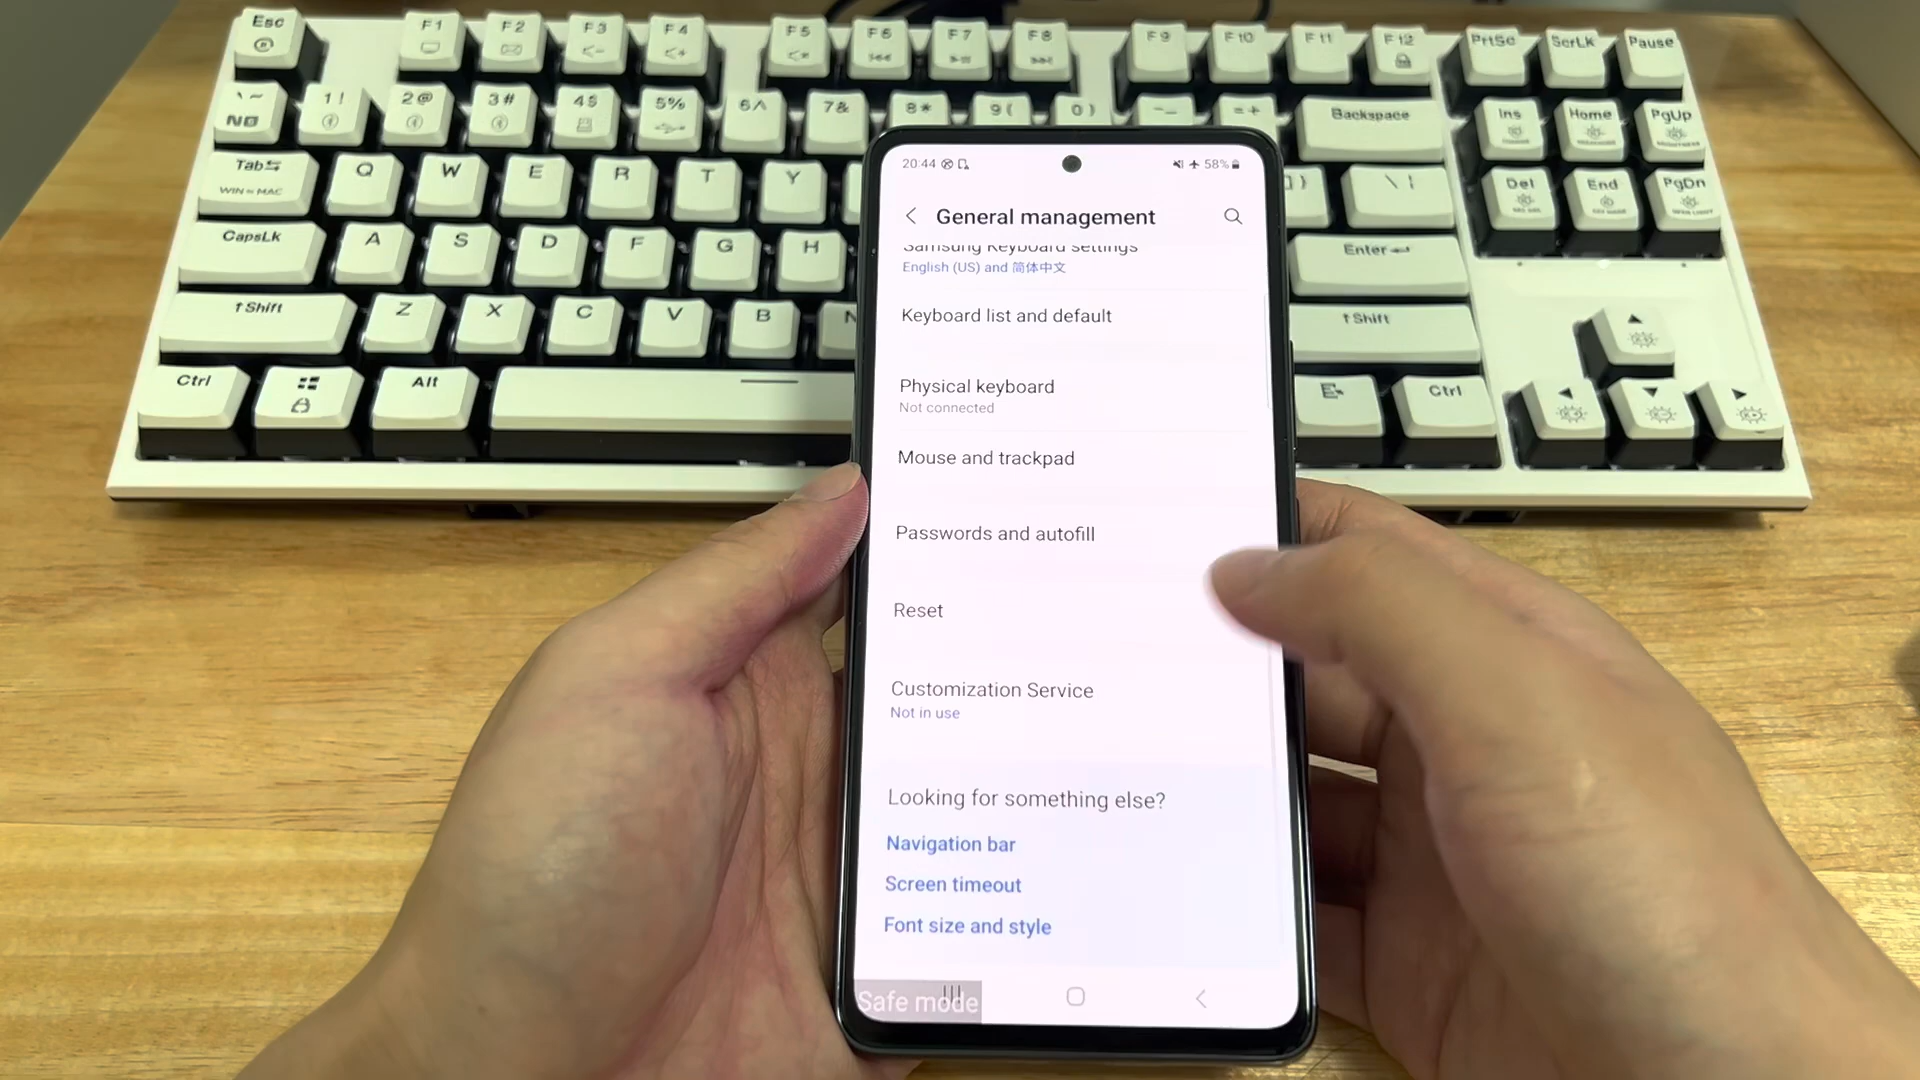 Esc F1 F2 F3 F4 F5 F6 F7 F8 F9 F10 F11 F12 PrtSc ScrLk Pause
` ~ 1 ! 2 @ 3 # 4 $ 5 % 6 ^ 7 & 8 * 9 ( 0 ) - _ = + Backspace Ins Home PgUp
Tab Q W E R T Y ] } \ | Del End PgDn
WIN MAC
CapsLk A S D F G H Enter
Shift Z X C V B N Shift
Ctrl Alt Ctrl
20:44 58%
General management
Samsung Keyboard settings
English (US) and 简体中文
Keyboard list and default
Physical keyboard
Not connected
Mouse and trackpad
Passwords and autofill
Reset
Customization Service
Not in use
Looking for something else?
Navigation bar
Screen timeout
Font size and style
Safe mode